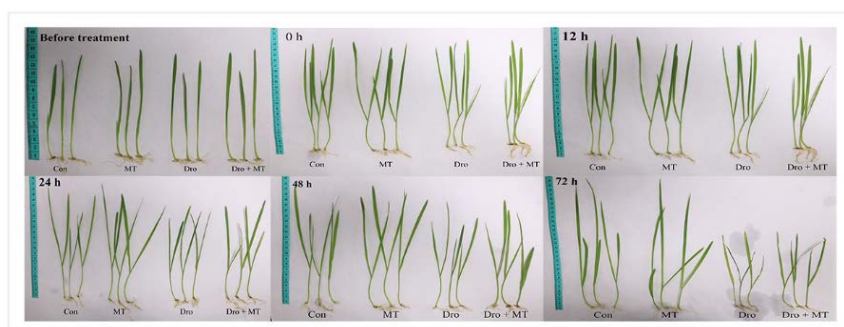 Before treatment
Con MT Dro Dro + MT
0 h
Con MT Dro Dro + MT
12 h
Con MT Dro Dro + MT
24 h
Con MT Dro Dro + MT
48 h
Con MT Dro Dro + MT
72 h
Con MT Dro Dro + MT